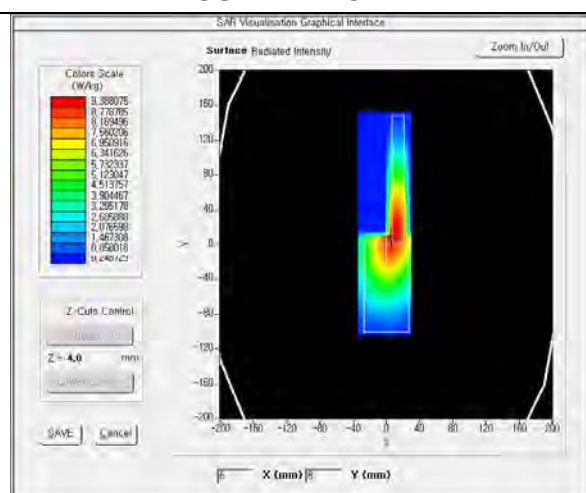 SAR Visualisation Graphical Interface
Surface Radiated Intensity
Zoom In/Out
Colors Scale
(W/kg)
9.388075
8.778785
8.169496
7.560206
6.950916
6.341626
5.732337
5.123047
4.513757
3.904467
3.295178
2.685888
2.076598
1.467308
0.858018
200
160
120
80
40
0
-40
-80
-120
-160
-200
Y
-200 -160 -120 -80 -40 0 40 80 120 160 200
X
Z-Cuts Control
Z = 4.0 mm
SAVE
Cancel
6 X (mm) 8 Y (mm)